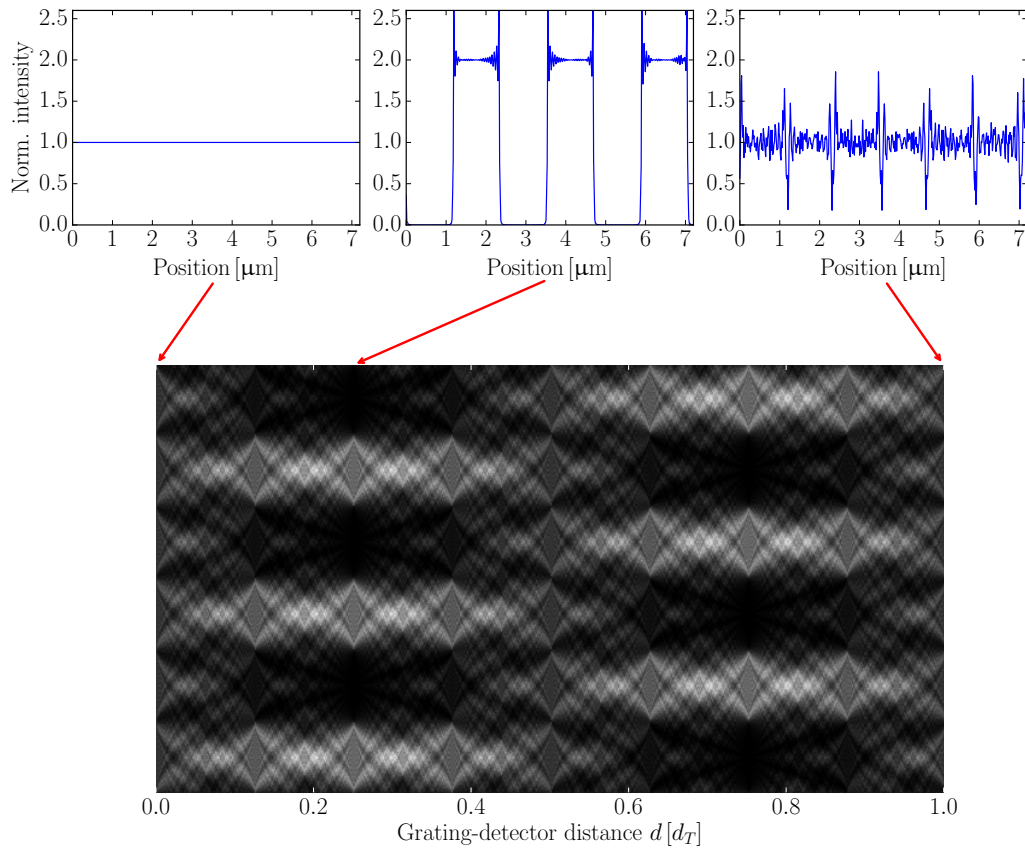 Norm. intensity
2.5
2.0
1.5
1.0
0.5
0.0
0 1 2 3 4 5 6 7
Position [μm]
2.5
2.0
1.5
1.0
0.5
0.0
0 1 2 3 4 5 6 7
Position [μm]
2.5
2.0
1.5
1.0
0.5
0.0
0 1 2 3 4 5 6 7
Position [μm]
0.0 0.2 0.4 0.6 0.8 1.0
Grating-detector distance d [d_T]